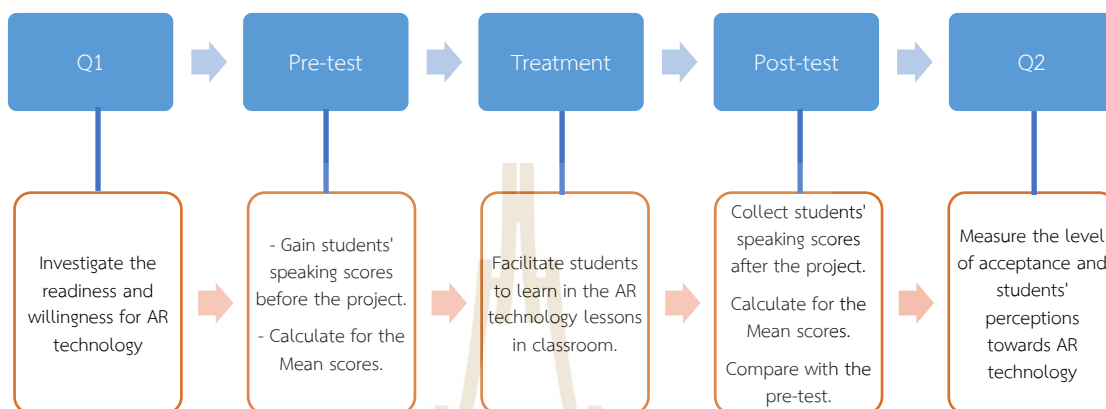 Q1
Pre-test
Treatment
Post-test
Q2
Investigate the
readiness and
willingness for AR
technology
- Gain students'
speaking scores
before the project.
- Calculate for the
Mean scores.
Facilitate students
to learn in the AR
technology lessons
in classroom.
Collect students'
speaking scores
after the project.
Calculate for the
Mean scores.
Compare with the
pre-test.
Measure the level
of acceptance and
students'
perceptions
towards AR
technology